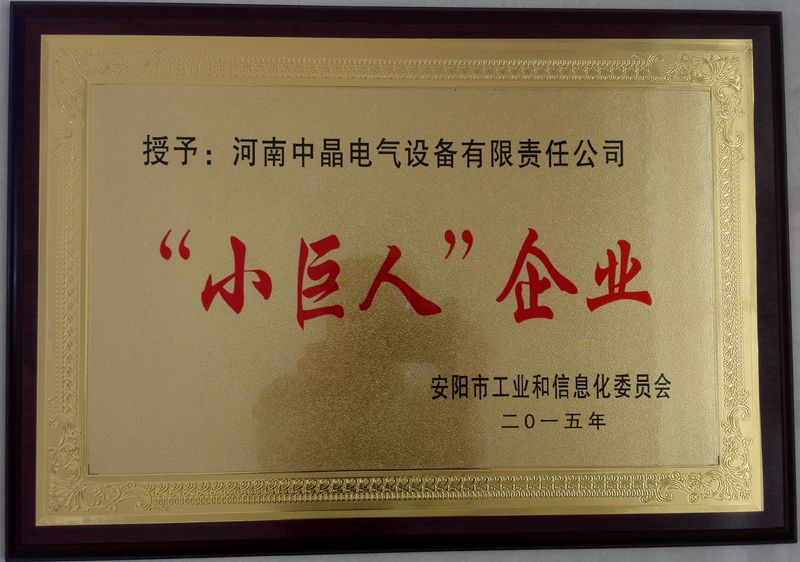 授予：河南中晶电气设备有限责任公司
“小巨人”企业
安阳市工业和信息化委员会
二0一五年